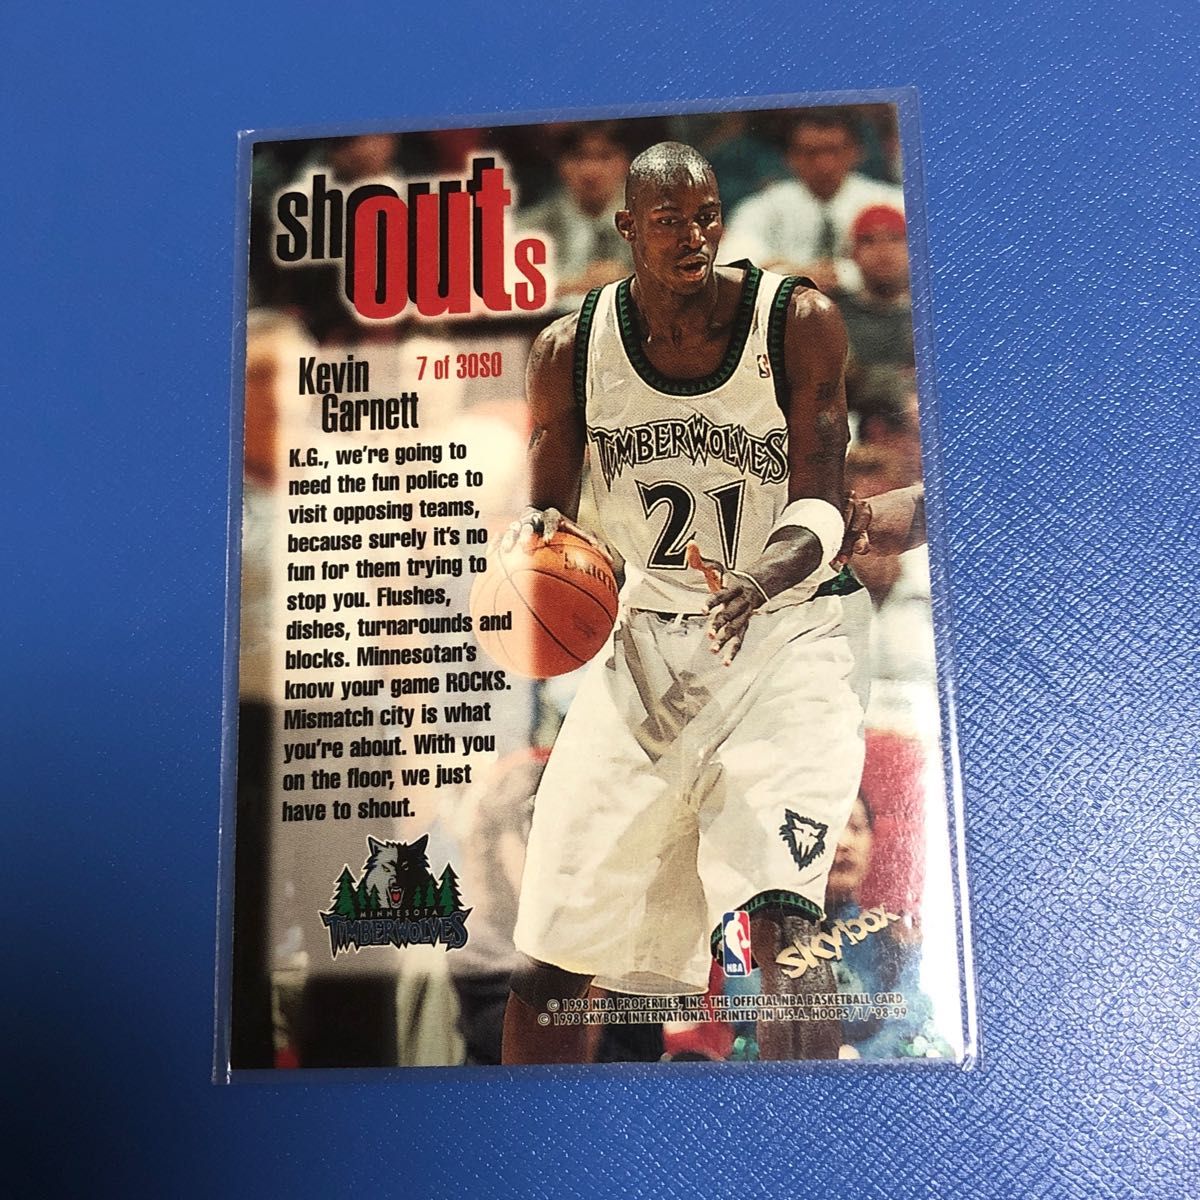 shouts
Kevin
Garnett
7 of 30SO
K.G., we're going to
need the fun police to
visit opposing teams,
because surely it's no
fun for them trying to
stop you. Flushes,
dishes, turnarounds and
blocks. Minnesotan's
know your game ROCKS.
Mismatch city is what
you're about. With you
on the floor, we just
have to shout.
MINNESOTA
TIMBERWOLVES
TIMBERWOLVES
21
SPALDING
NBA
skybox
© 1998 NBA PROPERTIES, INC. THE OFFICIAL NBA BASKETBALL CARD.
© 1998 SKYBOX INTERNATIONAL PRINTED IN U.S.A. HOOPS/1/'98-99